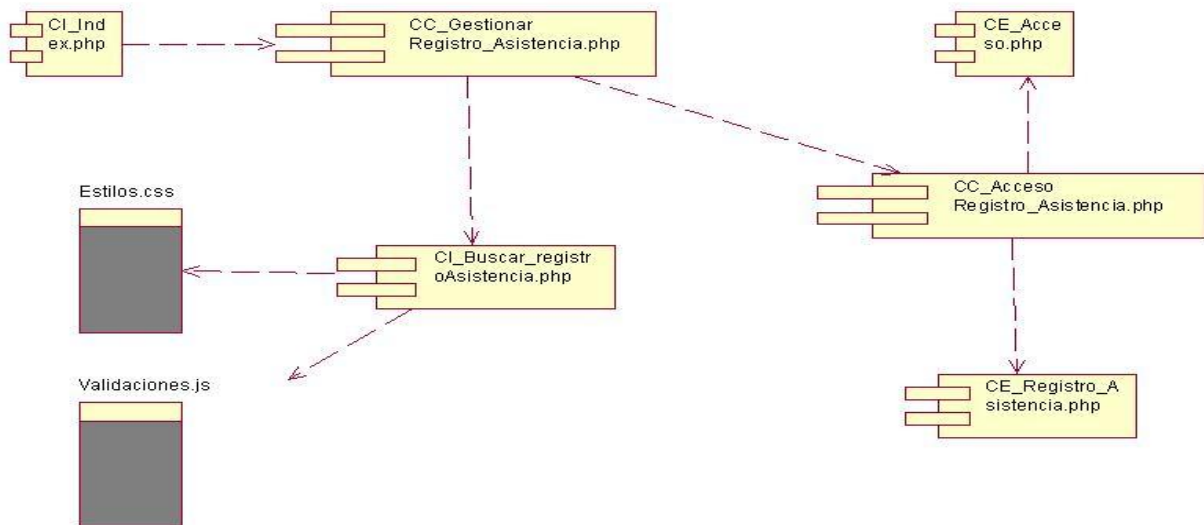 CI_Ind
ex.php
CC_Gestionar
Registro_Asistencia.php
CE_Acce
so.php
Estilos.css
CC_Acceso
Registro_Asistencia.php
CI_Buscar_registr
oAsistencia.php
Validaciones.js
CE_Registro_A
sistencia.php